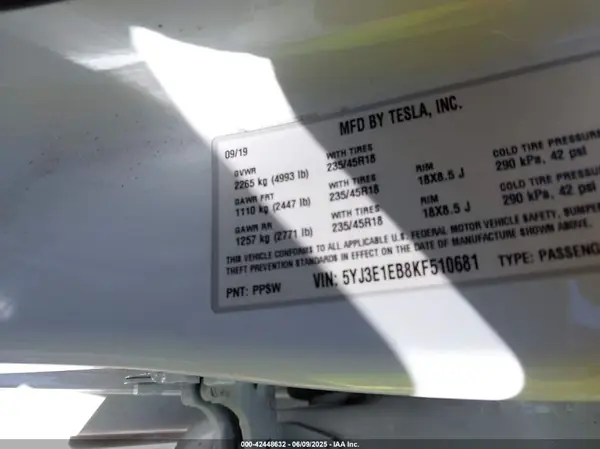 MFD BY TESLA, INC.
09/19
GVWR WITH TIRES RIM COLD TIRE PRESSURE
2265 kg (4993 lb) 235/45R18 18X8.5 J 290 kPa, 42 psi
GAWR FRT WITH TIRES RIM COLD TIRE PRESSURE
1110 kg (2447 lb) 235/45R18 18X8.5 J 290 kPa, 42 psi
GAWR RR WITH TIRES
1257 kg (2771 lb) 235/45R18
THIS VEHICLE CONFORMS TO ALL APPLICABLE U.S. FEDERAL MOTOR VEHICLE SAFETY, BUMPE
THEFT PREVENTION STANDARDS IN EFFECT ON THE DATE OF MANUFACTURE SHOWN ABOVE.
PNT: PPSW VIN: 5YJ3E1EB8KF510681 TYPE: PASSENG
000-42448632 - 06/09/2025 - IAA Inc.